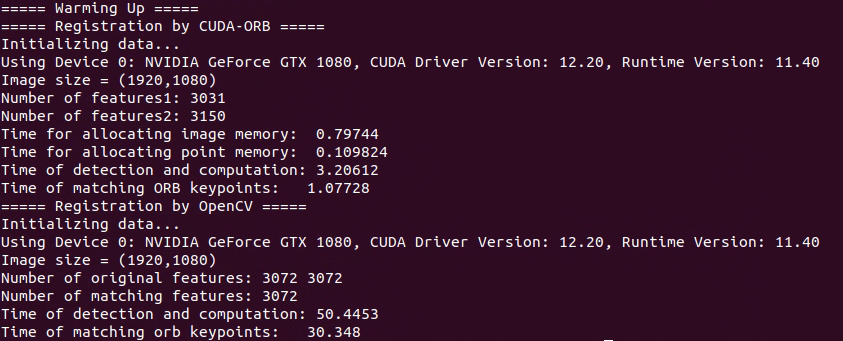 ===== Warming Up =====
===== Registration by CUDA-ORB =====
Initializing data...
Using Device 0: NVIDIA GeForce GTX 1080, CUDA Driver Version: 12.20, Runtime Version: 11.40
Image size = (1920,1080)
Number of features1: 3031
Number of features2: 3150
Time for allocating image memory:  0.79744
Time for allocating point memory:  0.109824
Time of detection and computation: 3.20612
Time of matching ORB keypoints:   1.07728
===== Registration by OpenCV =====
Initializing data...
Using Device 0: NVIDIA GeForce GTX 1080, CUDA Driver Version: 12.20, Runtime Version: 11.40
Image size = (1920,1080)
Number of original features: 3072 3072
Number of matching features: 3072
Time of detection and computation: 50.4453
Time of matching orb keypoints:   30.348